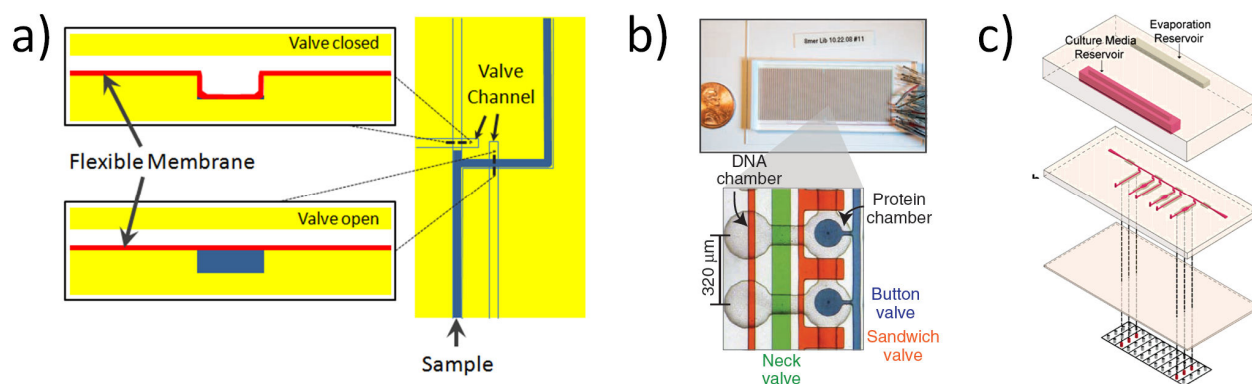 a)
Valve closed
Flexible Membrane
Valve open
Valve
Channel
Sample
b)
DNA
chamber
Protein
chamber
320 μm
Button
valve
Sandwich
valve
Neck
valve
c)
Evaporation
Reservoir
Culture Media
Reservoir